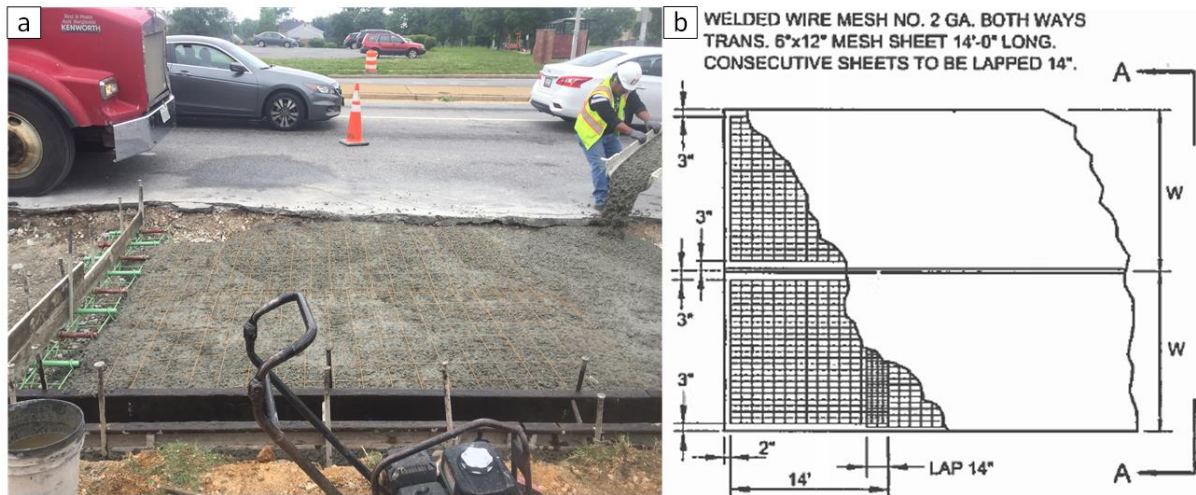 a
KENWORTH
b
WELDED WIRE MESH NO. 2 GA. BOTH WAYS
TRANS. 6"x12" MESH SHEET 14'-0" LONG.
CONSECUTIVE SHEETS TO BE LAPPED 14".
A
3"
3"
W
3"
W
3"
2"
LAP 14"
14'
A